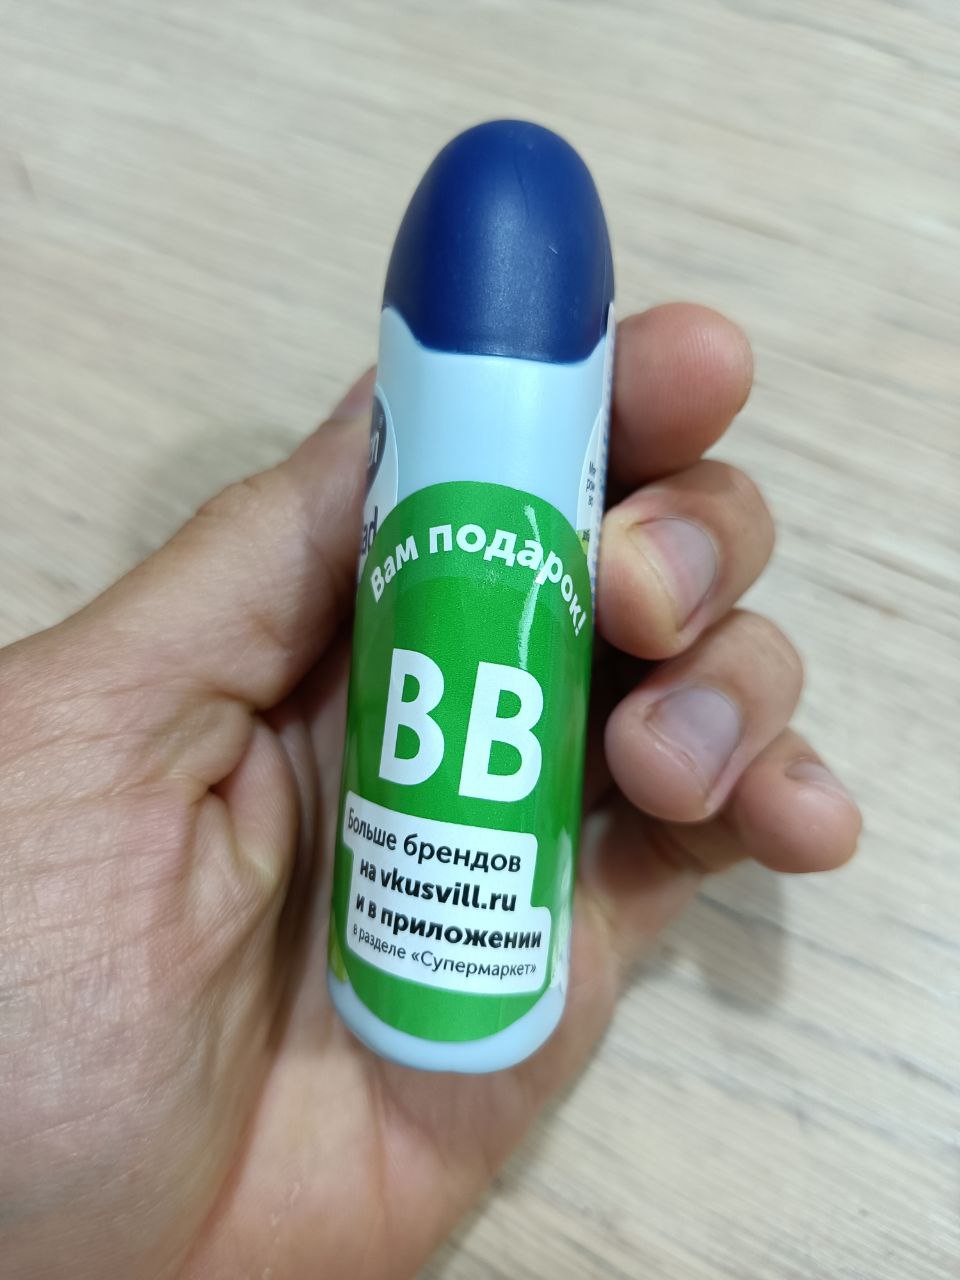 Вам подарок!
ВВ
Больше брендов
на vkusvill.ru
и в приложении
в разделе «Супермаркет»